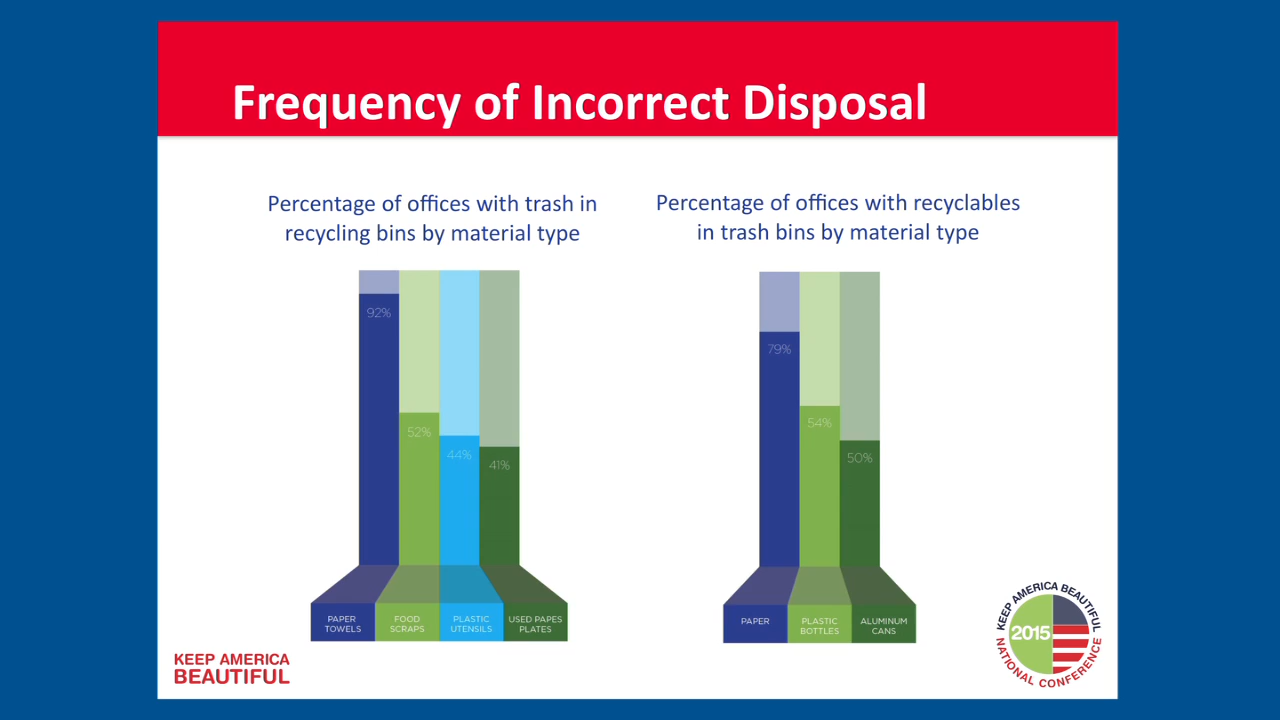 Frequency of Incorrect Disposal
Percentage of offices with trash in
recycling bins by material type
92%
52%
44%
41%
PAPER
TOWELS
FOOD
SCRAPS
PLASTIC
UTENSILS
USED PAPES
PLATES
Percentage of offices with recyclables
in trash bins by material type
79%
54%
50%
PAPER
PLASTIC
BOTTLES
ALUMINUM
CANS
KEEP AMERICA
BEAUTIFUL
KEEP AMERICA BEAUTIFUL
2015
NATIONAL CONFERENCE